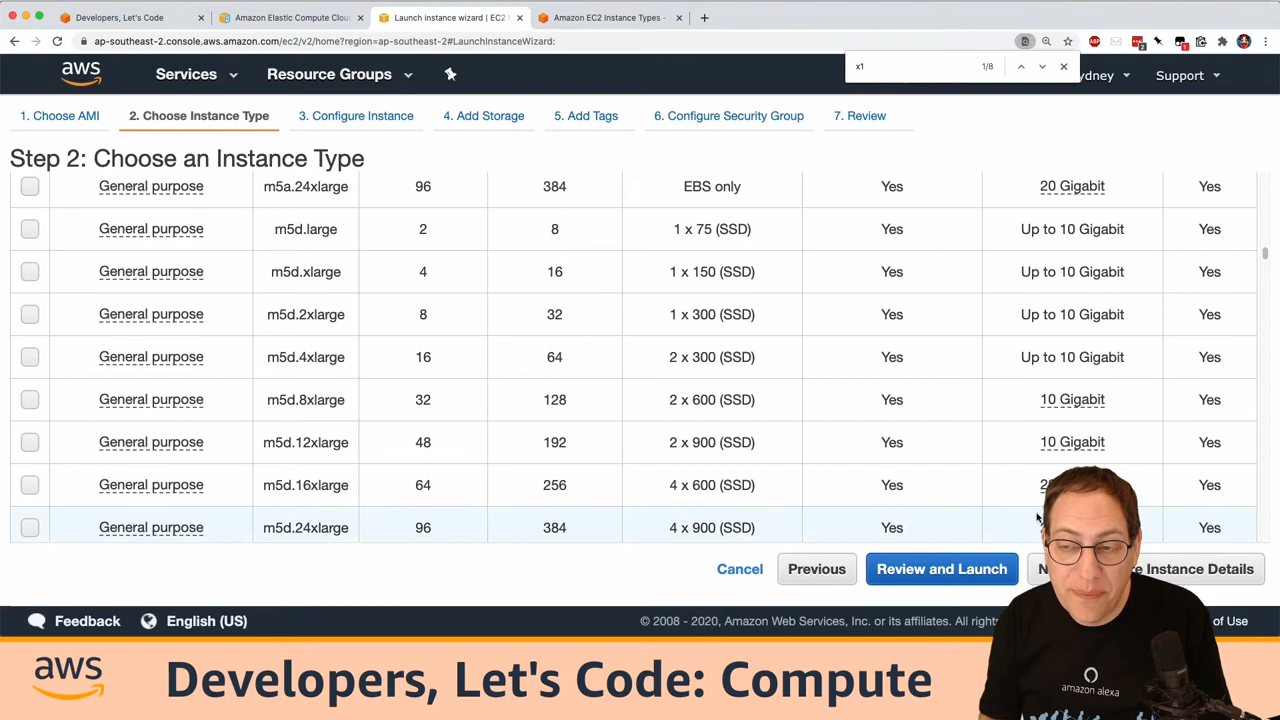 Developers, Let's Code
Amazon Elastic Compute Clou
Launch instance wizard | EC2
Amazon EC2 Instance Types -
ap-southeast-2.console.aws.amazon.com/ec2/v2/home?region=ap-southeast-2#LaunchInstanceWizard:
x1 1/8
aws Services Resource Groups Support
1. Choose AMI 2. Choose Instance Type 3. Configure Instance 4. Add Storage 5. Add Tags 6. Configure Security Group 7. Review
Step 2: Choose an Instance Type
General purpose m5a.24xlarge 96 384 EBS only Yes 20 Gigabit Yes
General purpose m5d.large 2 8 1 x 75 (SSD) Yes Up to 10 Gigabit Yes
General purpose m5d.xlarge 4 16 1 x 150 (SSD) Yes Up to 10 Gigabit Yes
General purpose m5d.2xlarge 8 32 1 x 300 (SSD) Yes Up to 10 Gigabit Yes
General purpose m5d.4xlarge 16 64 2 x 300 (SSD) Yes Up to 10 Gigabit Yes
General purpose m5d.8xlarge 32 128 2 x 600 (SSD) Yes 10 Gigabit Yes
General purpose m5d.12xlarge 48 192 2 x 900 (SSD) Yes 10 Gigabit Yes
General purpose m5d.16xlarge 64 256 4 x 600 (SSD) Yes Yes
General purpose m5d.24xlarge 96 384 4 x 900 (SSD) Yes Yes
Cancel Previous Review and Launch Instance Details
Feedback English (US) © 2008 - 2020, Amazon Web Services, Inc. or its affiliates. All of Use
aws Developers, Let's Code: Compute
amazon alexa